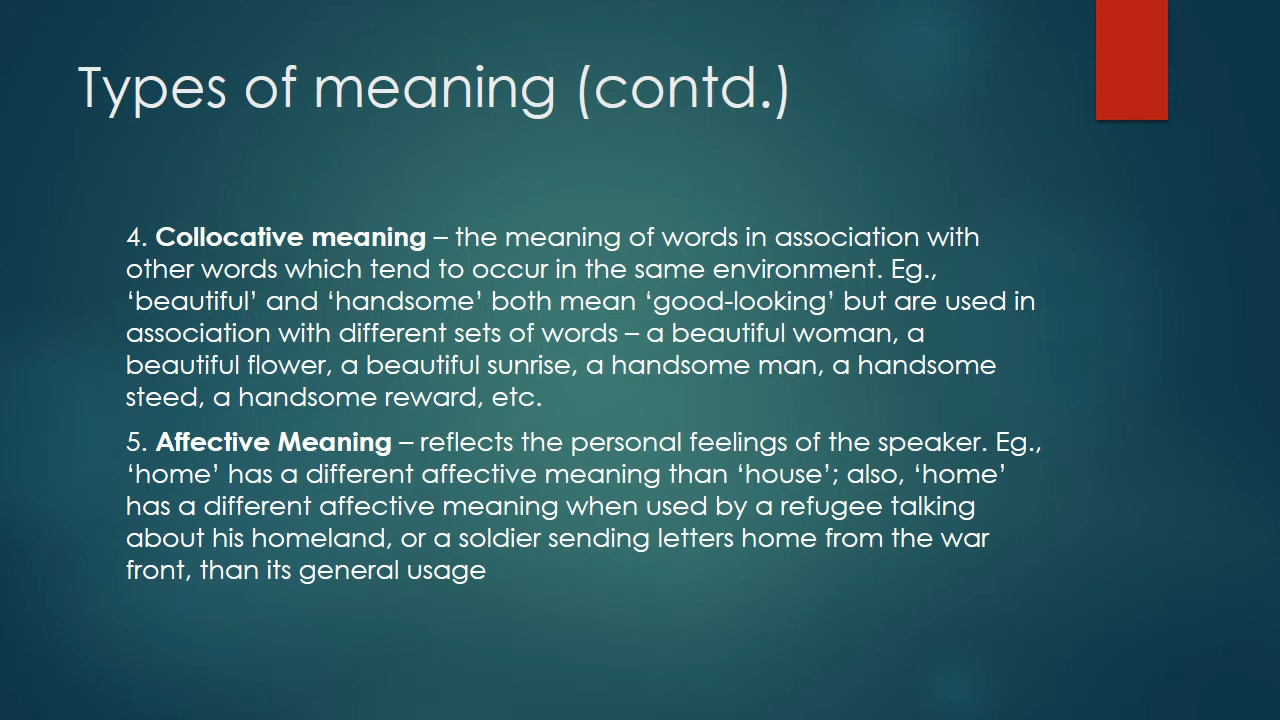 Types of meaning (contd.)
4. Collocative meaning – the meaning of words in association with
other words which tend to occur in the same environment. Eg.,
‘beautiful’ and ‘handsome’ both mean ‘good-looking’ but are used in
association with different sets of words – a beautiful woman, a
beautiful flower, a beautiful sunrise, a handsome man, a handsome
steed, a handsome reward, etc.
5. Affective Meaning – reflects the personal feelings of the speaker. Eg.,
‘home’ has a different affective meaning than ‘house’; also, ‘home’
has a different affective meaning when used by a refugee talking
about his homeland, or a soldier sending letters home from the war
front, than its general usage